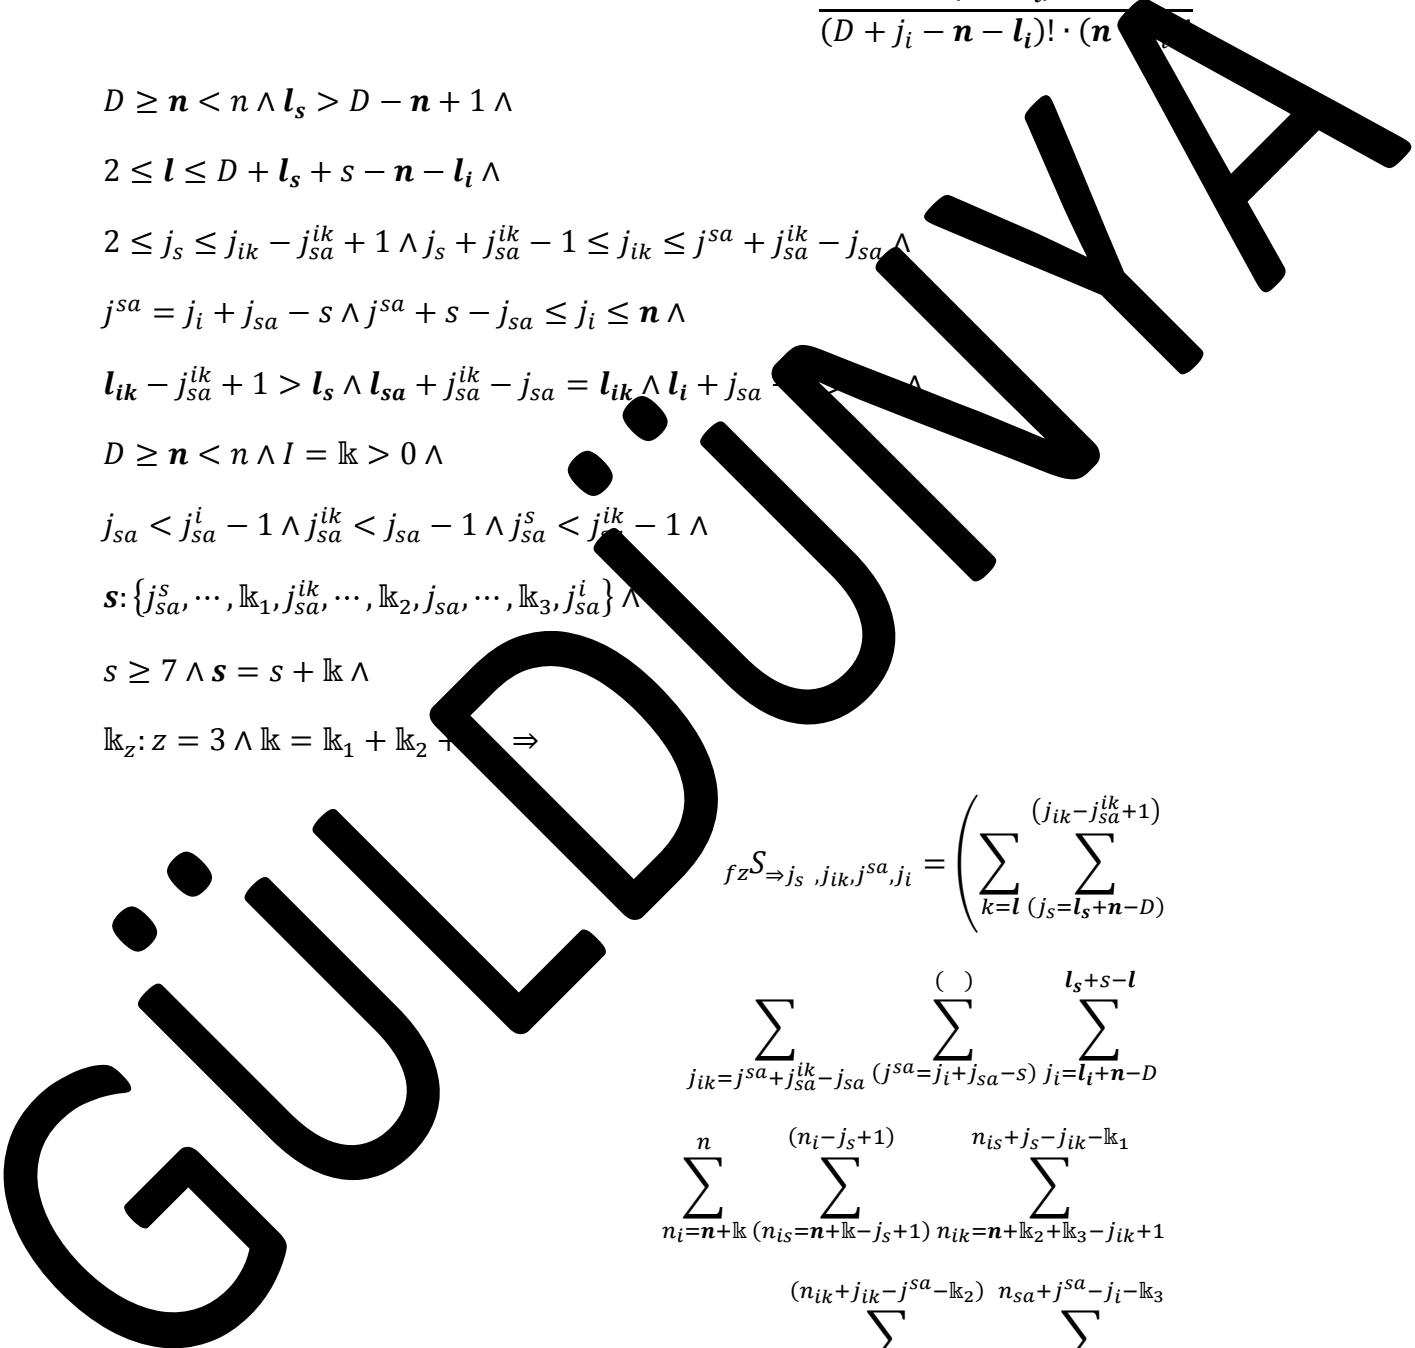 (D + j_i − n − l_i)! · (n
D ≥ n < n ∧ l_s > D − n + 1 ∧
2 ≤ l ≤ D + l_s + s − n − l_i ∧
2 ≤ j_s ≤ j_ik − j_sa^ik + 1 ∧ j_s + j_sa^ik − 1 ≤ j_ik ≤ j^sa + j_sa^ik − j_sa ∧
j^sa = j_i + j_sa − s ∧ j^sa + s − j_sa ≤ j_i ≤ n ∧
l_ik − j_sa^ik + 1 > l_s ∧ l_sa + j_sa^ik − j_sa = l_ik ∧ l_i + j_sa ∧
D ≥ n < n ∧ I = 𝕜 > 0 ∧
j_sa < j_sa^i − 1 ∧ j_sa^ik < j_sa − 1 ∧ j_sa^s < j_sa^ik − 1 ∧
s: {j_sa^s, ⋯ , 𝕜_1, j_sa^ik, ⋯ , 𝕜_2, j_sa, ⋯ , 𝕜_3, j_sa^i} ∧
s ≥ 7 ∧ s = s + 𝕜 ∧
𝕜_z: z = 3 ∧ 𝕜 = 𝕜_1 + 𝕜_2 + ⇒
(j_ik−j_sa^ik+1)
_fz S_⇒j_s ,j_ik,j^sa,j_i = ( ∑ ∑
k=l (j_s=l_s+n−D)
( ) l_s+s−l
∑ ∑ ∑
j_ik=j^sa+j_sa^ik−j_sa (j^sa=j_i+j_sa−s) j_i=l_i+n−D
n (n_i−j_s+1) n_is+j_s−j_ik−𝕜_1
∑ ∑ ∑
n_i=n+𝕜 (n_is=n+𝕜−j_s+1) n_ik=n+𝕜_2+𝕜_3−j_ik+1
(n_ik+j_ik−j^sa−𝕜_2) n_sa+j^sa−j_i−𝕜_3
∑ ∑
GÜLDÜNYA